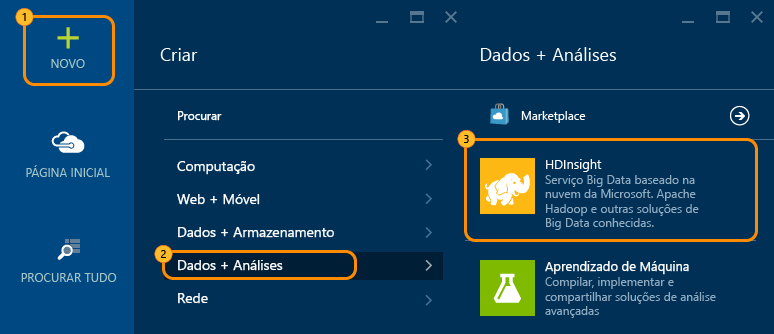 1
NOVO
PÁGINA INICIAL
PROCURAR TUDO
Criar
Procurar
Computação
Web + Móvel
Dados + Armazenamento
2
Dados + Análises
Rede
Dados + Análises
Marketplace
3
HDInsight
Serviço Big Data baseado na
nuvem da Microsoft. Apache
Hadoop e outras soluções de
Big Data conhecidas.
Aprendizado de Máquina
Compilar, implementar e
compartilhar soluções de análise
avançadas